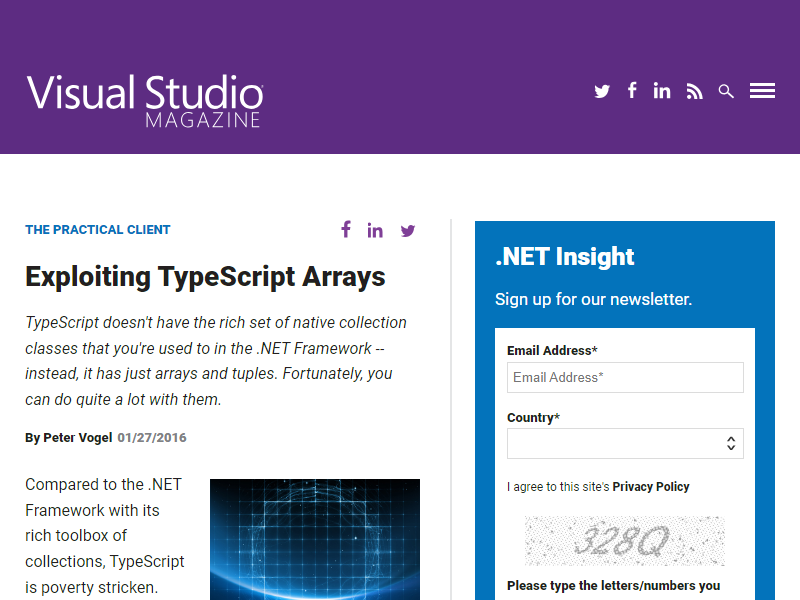 Visual Studio
MAGAZINE
THE PRACTICAL CLIENT
Exploiting TypeScript Arrays
TypeScript doesn't have the rich set of native collection
classes that you're used to in the .NET Framework --
instead, it has just arrays and tuples. Fortunately, you
can do quite a lot with them.
By Peter Vogel 01/27/2016
Compared to the .NET
Framework with its
rich toolbox of
collections, TypeScript
is poverty stricken.
.NET Insight
Sign up for our newsletter.
Email Address*
Email Address*
Country*
I agree to this site's Privacy Policy
328Q
Please type the letters/numbers you